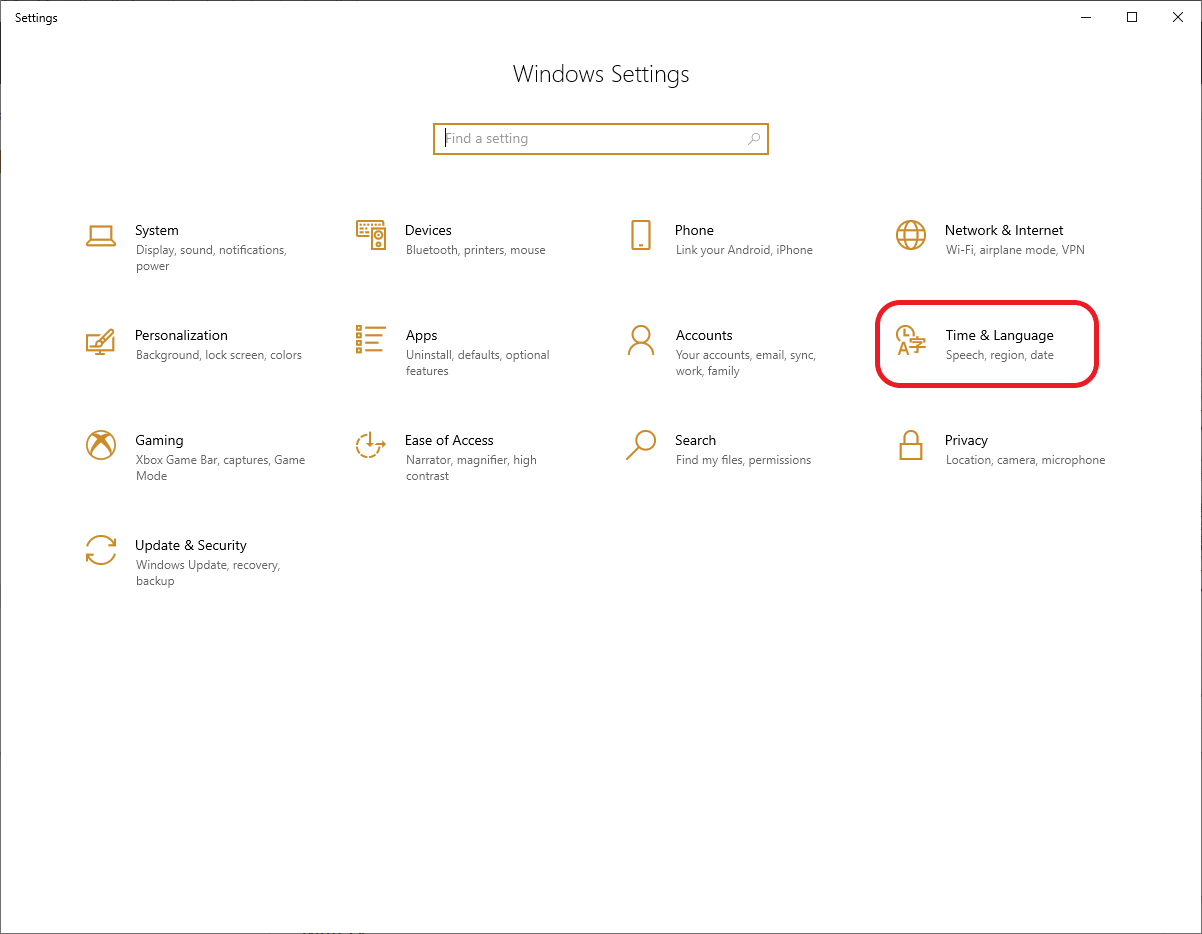 Settings
Windows Settings
Find a setting
System
Display, sound, notifications,
power
Devices
Bluetooth, printers, mouse
Phone
Link your Android, iPhone
Network & Internet
Wi-Fi, airplane mode, VPN
Personalization
Background, lock screen, colors
Apps
Uninstall, defaults, optional
features
Accounts
Your accounts, email, sync,
work, family
A字
Time & Language
Speech, region, date
Gaming
Xbox Game Bar, captures, Game
Mode
Ease of Access
Narrator, magnifier, high
contrast
Search
Find my files, permissions
Privacy
Location, camera, microphone
Update & Security
Windows Update, recovery,
backup